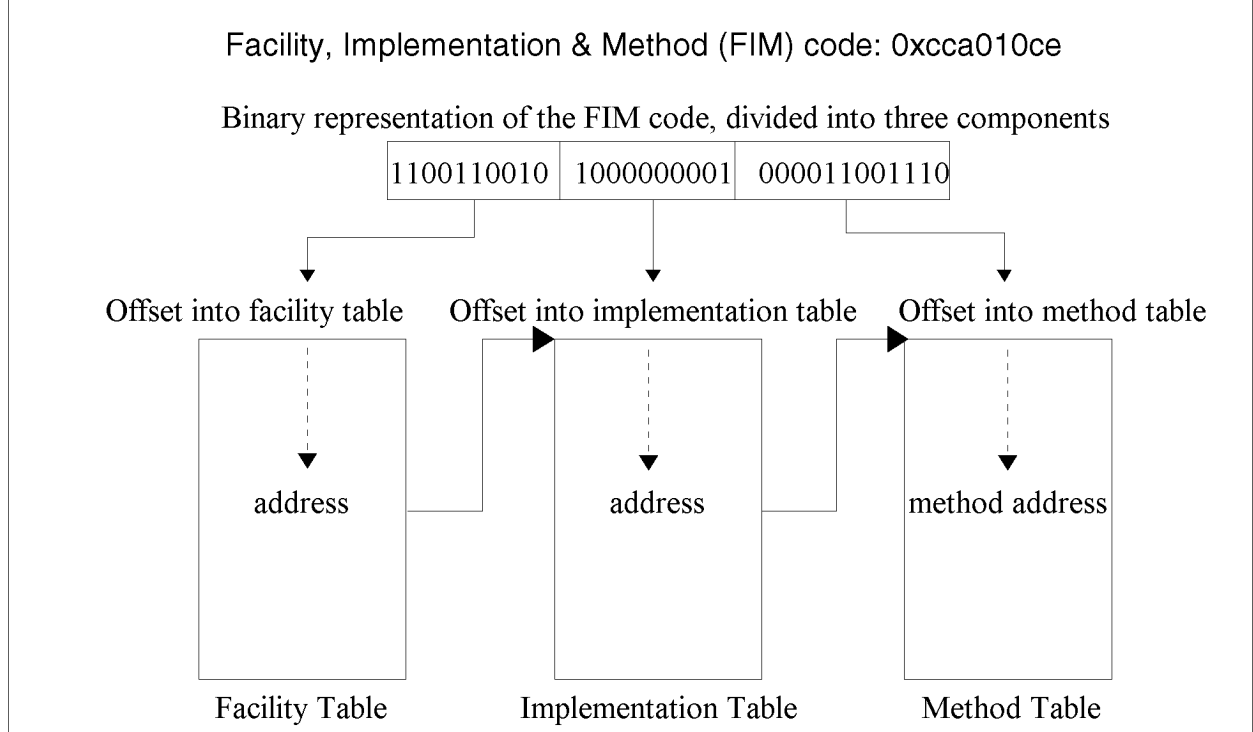 Facility, Implementation & Method (FIM) code: 0xcca010ce
Binary representation of the FIM code, divided into three components
1100110010 1000000001 000011001110
Offset into facility table Offset into implementation table Offset into method table
address address method address
Facility Table Implementation Table Method Table